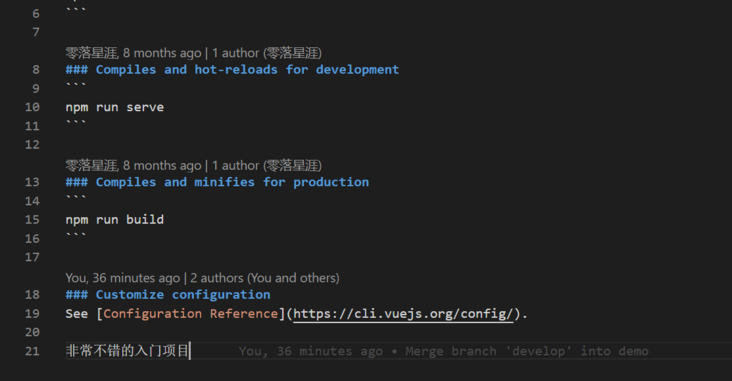 6 ```
7
零落星涯, 8 months ago | 1 author (零落星涯)
8 ### Compiles and hot-reloads for development
9 ```
10 npm run serve
11 ```
12
零落星涯, 8 months ago | 1 author (零落星涯)
13 ### Compiles and minifies for production
14 ```
15 npm run build
16 ```
17
You, 36 minutes ago | 2 authors (You and others)
18 ### Customize configuration
19 See [Configuration Reference](https://cli.vuejs.org/config/).
20
21 非常不错的入门项目 You, 36 minutes ago • Merge branch 'develop' into demo